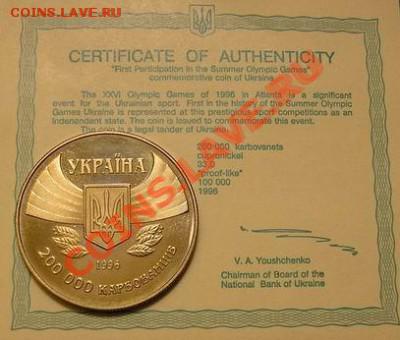 COINS.LAVE.RU
CERTIFICATE OF AUTHENTICITY
"First Participation in the Summer Olympic Games"
commemorative coin of Ukraine
The XXVI Olympic Games of 1996 in Atlanta is a significant
event for the Ukrainian sport. First in the history of the Summer Olympic
Games Ukraine is represented at this prestigious sport competitions as an
Independent state. The coin is issued to commemorate this event.
The coin is a legal tender of Ukraine.
200 000 karbovanets
cupronickel
33,0
"proof-like"
100 000
1996
УКРАЇНА
1996
200 000 КАРБОВАНЦІВ
V. A. Youshchenko
Chairman of Board of the
National Bank of Ukraine
COINS.LAVE.RU
COINS.LAVE.RU